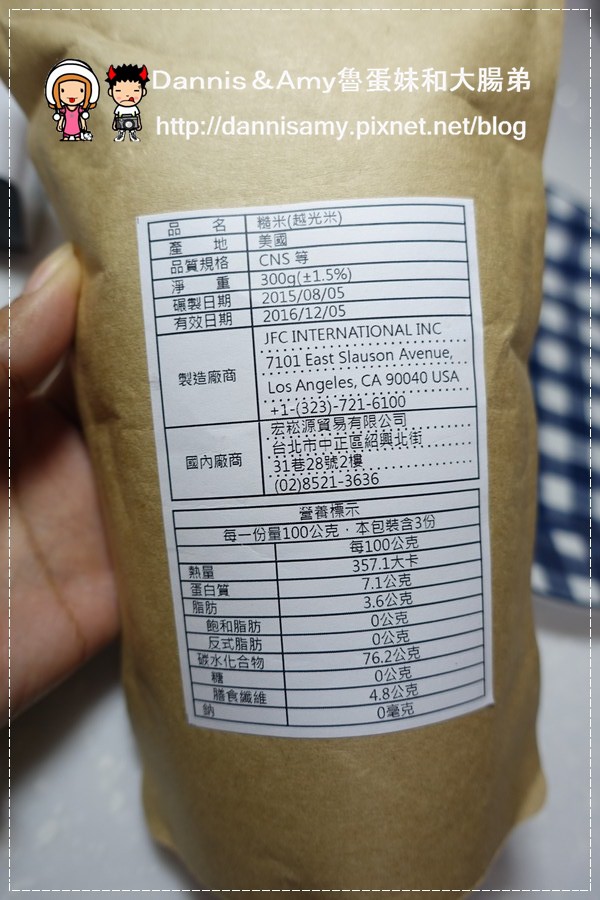 Dannis&Amy魯蛋妹和大腸弟
http://dannisamy.pixnet.net/blog
品 名 糙米(越光米)
產 地 美國
品質規格 CNS 等
淨 重 300g(±1.5%)
碾製日期 2015/08/05
有效日期 2016/12/05
製造廠商 JFC INTERNATIONAL INC
7101 East Slauson Avenue,
Los Angeles, CA 90040 USA
+1-(323)-721-6100
國內廠商 宏崧源貿易有限公司
台北市中正區紹興北街
31巷28號2樓
(02)8521-3636
營養標示
每一份量100公克，本包裝含3份
每100公克
熱量 357.1大卡
蛋白質 7.1公克
脂肪 3.6公克
飽和脂肪 0公克
反式脂肪 0公克
碳水化合物 76.2公克
糖 0公克
膳食纖維 4.8公克
鈉 0毫克